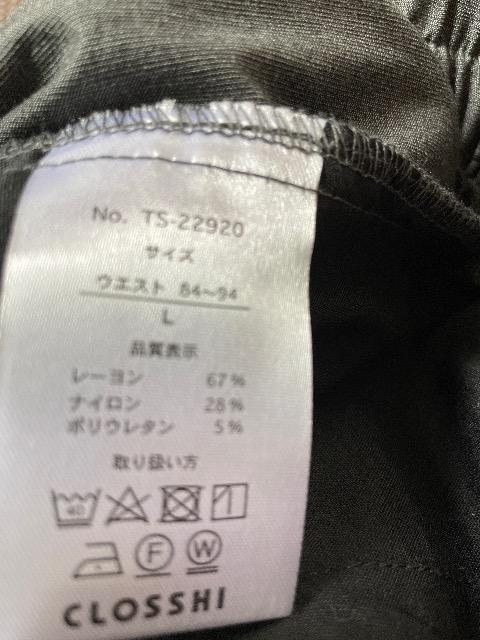 No. TS-22920
サイズ
ウエスト 84~94
L
品質表示
レーヨン 67%
ナイロン 28%
ポリウレタン 5%
取り扱い方
40
F W
CLOSSHI